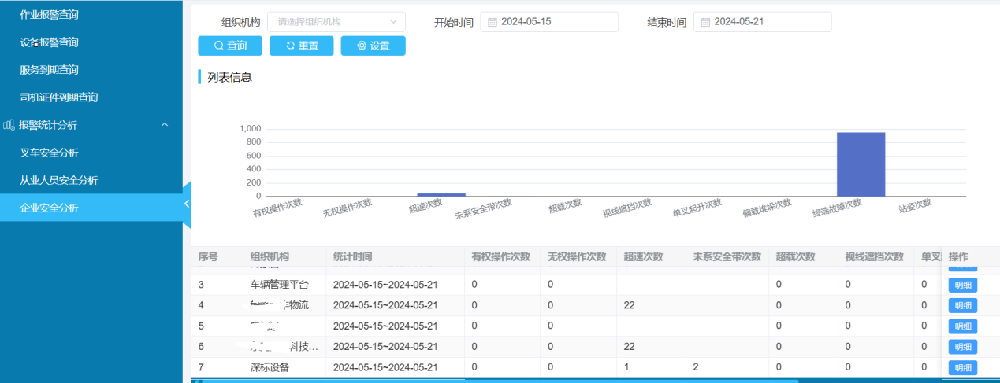 作业报警查询
设备报警查询
服务到期查询
司机证件到期查询
报警统计分析
叉车安全分析
从业人员安全分析
企业安全分析
组织机构 请选择组织机构 开始时间 2024-05-15 结束时间 2024-05-21
查询 重置 设置
列表信息
1,000
800
600
400
200
0
有权操作次数 无权操作次数 超速次数 未系安全带次数 超载次数 视线遮挡次数 单叉起升次数 偏载堆垛次数 终端故障次数 站姿次数
序号 组织机构 统计时间 有权操作次数 无权操作次数 超速次数 未系安全带次数 超载次数 视线遮挡次数 单叉 操作
3 车辆管理平台 2024-05-15~2024-05-21 0 0 0 0 0 明细
4 物流 2024-05-15~2024-05-21 0 0 22 0 0 0 明细
5 2024-05-15~2024-05-21 0 0 0 0 0 明细
6 科技... 2024-05-15~2024-05-21 0 0 22 0 0 0 明细
7 深标设备 2024-05-15~2024-05-21 0 0 1 2 0 0 0 明细